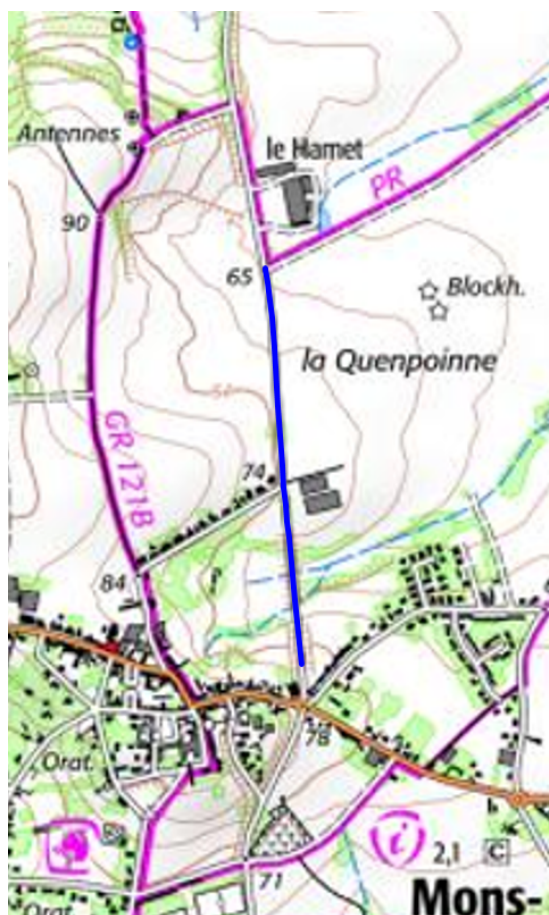 Antennes
le Hamet
PR
90
65
Blockh.
la Quenpoinne
GR 121B
74
84
78
Orat.
i
2,1
C
71
Mons-
Orat.